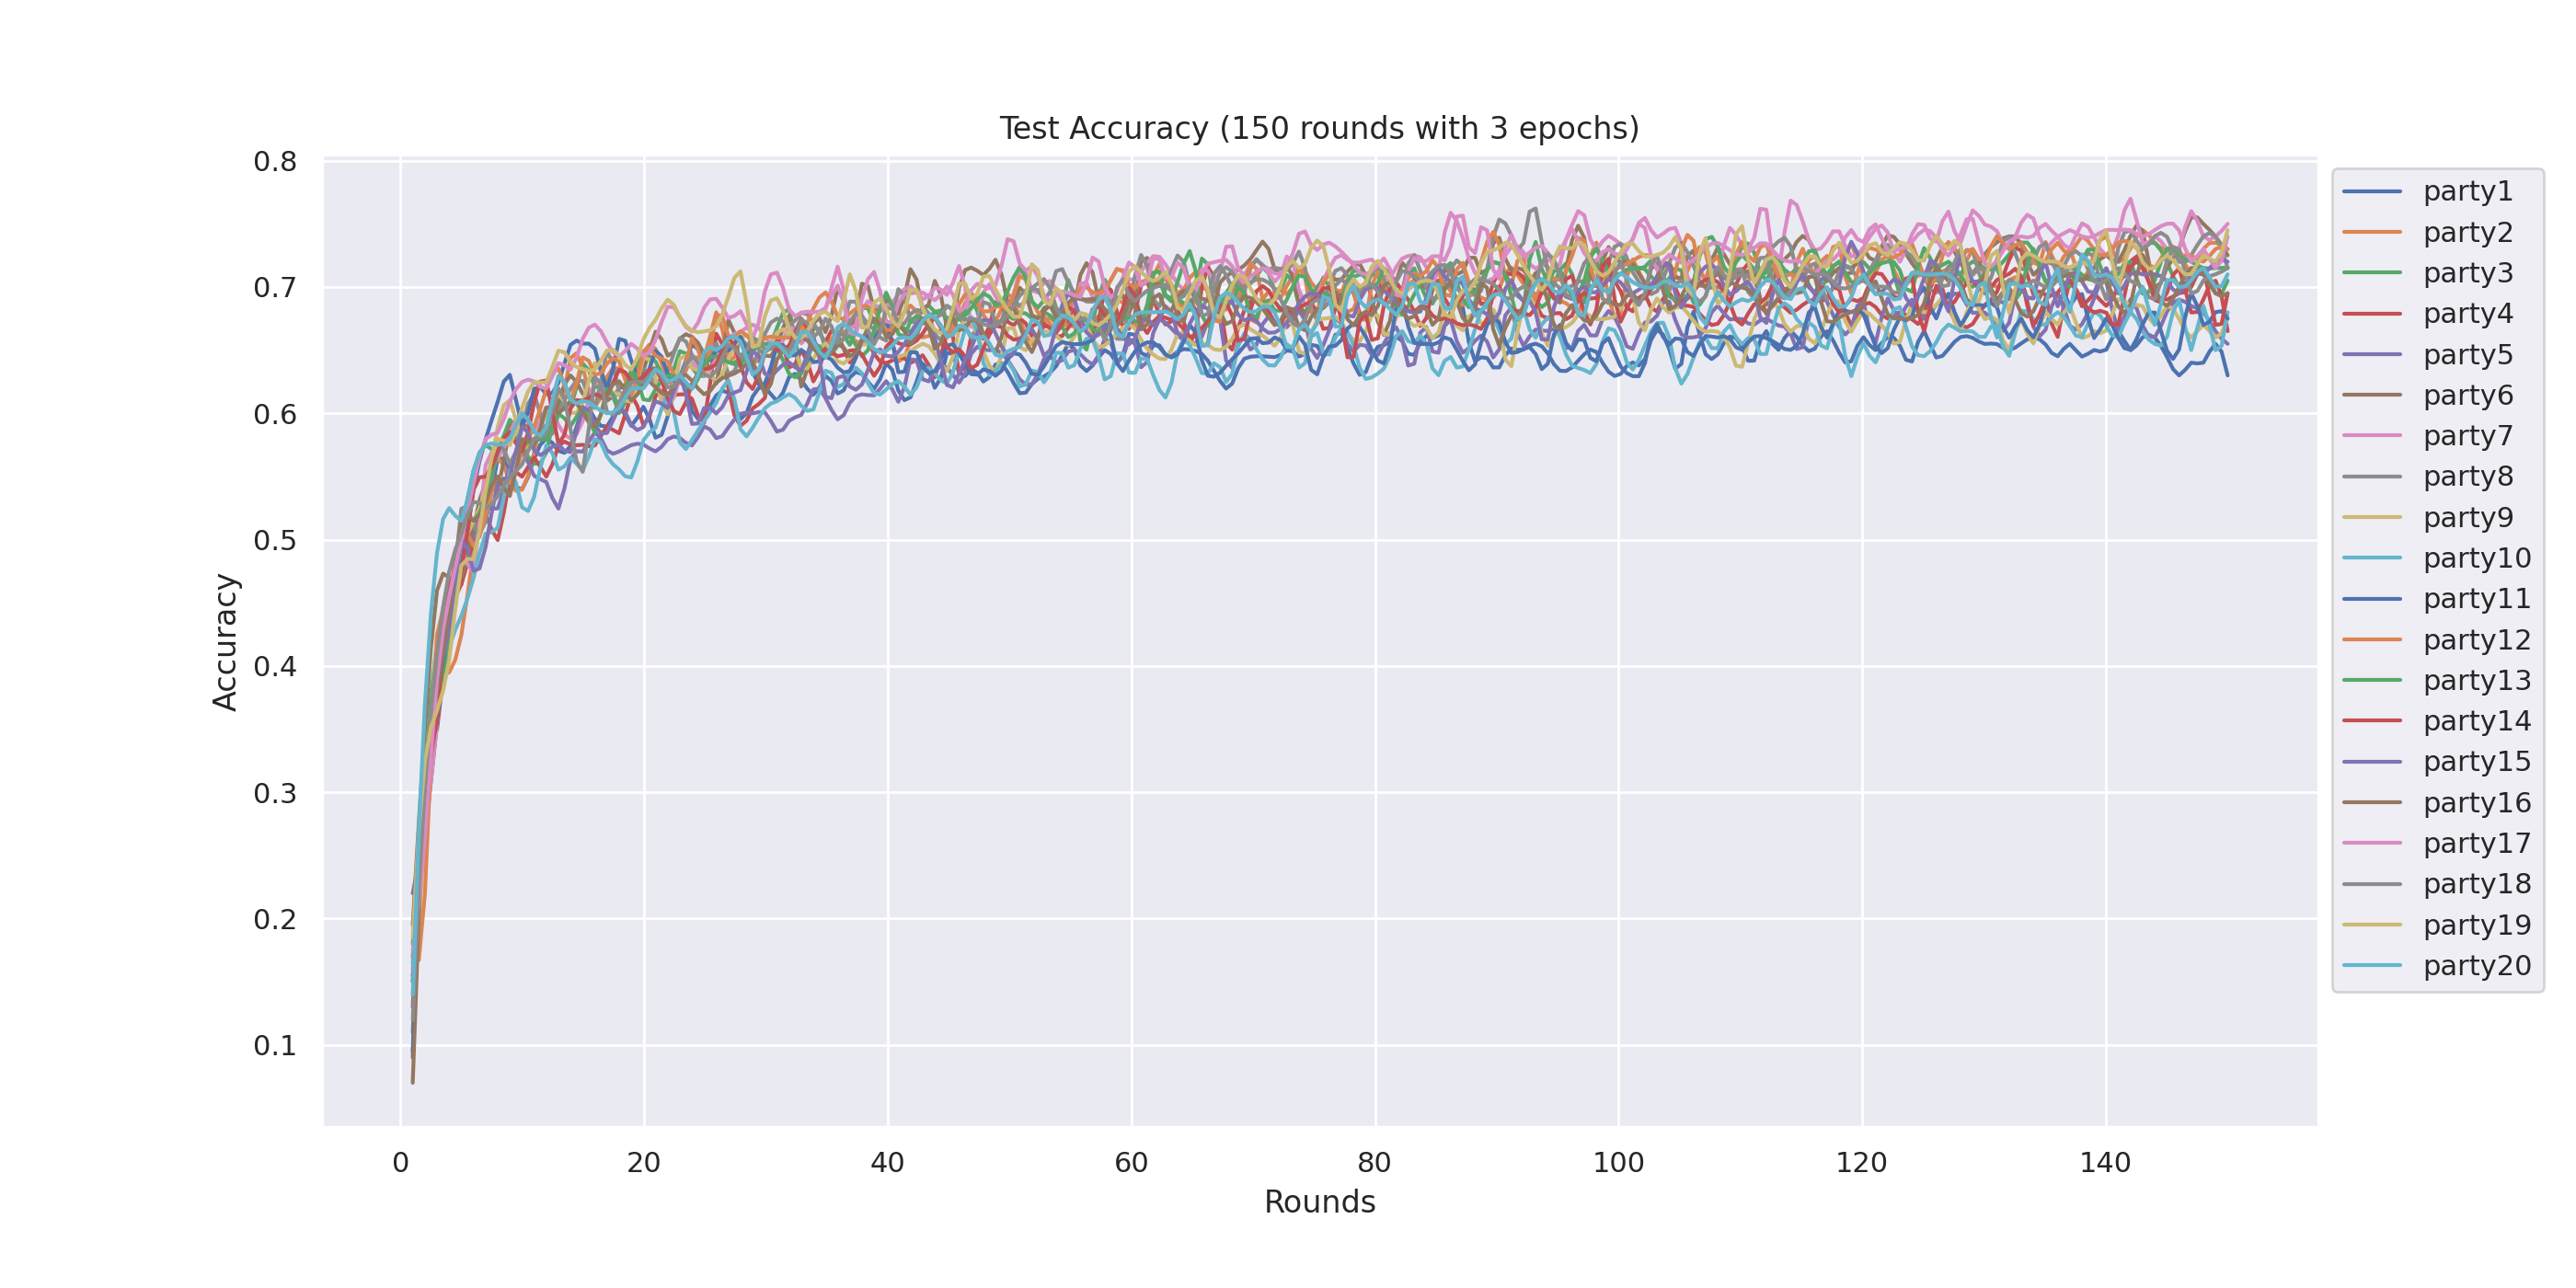 Test Accuracy (150 rounds with 3 epochs)
0.8
0.7
0.6
0.5
0.4
0.3
0.2
0.1
Accuracy
0 20 40 60 80 100 120 140
Rounds
party1
party2
party3
party4
party5
party6
party7
party8
party9
party10
party11
party12
party13
party14
party15
party16
party17
party18
party19
party20